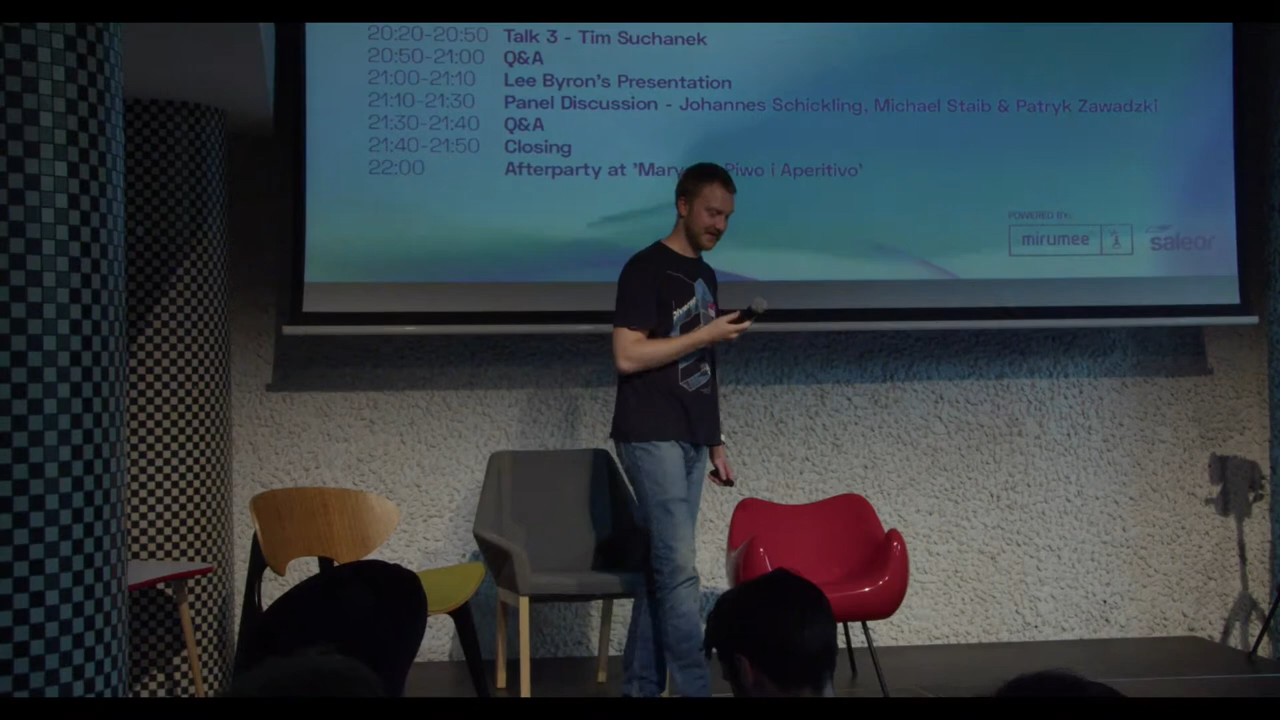 20:20-20:50 Talk 3 - Tim Suchanek
20:50-21:00 Q&A
21:00-21:10 Lee Byron's Presentation
21:10-21:30 Panel Discussion - Johannes Schickling, Michael Staib & Patryk Zawadzki
21:30-21:40 Q&A
21:40-21:50 Closing
22:00 Afterparty at 'Mary Piwo i Aperitivo'
POWERED BY:
mirumee
saleor